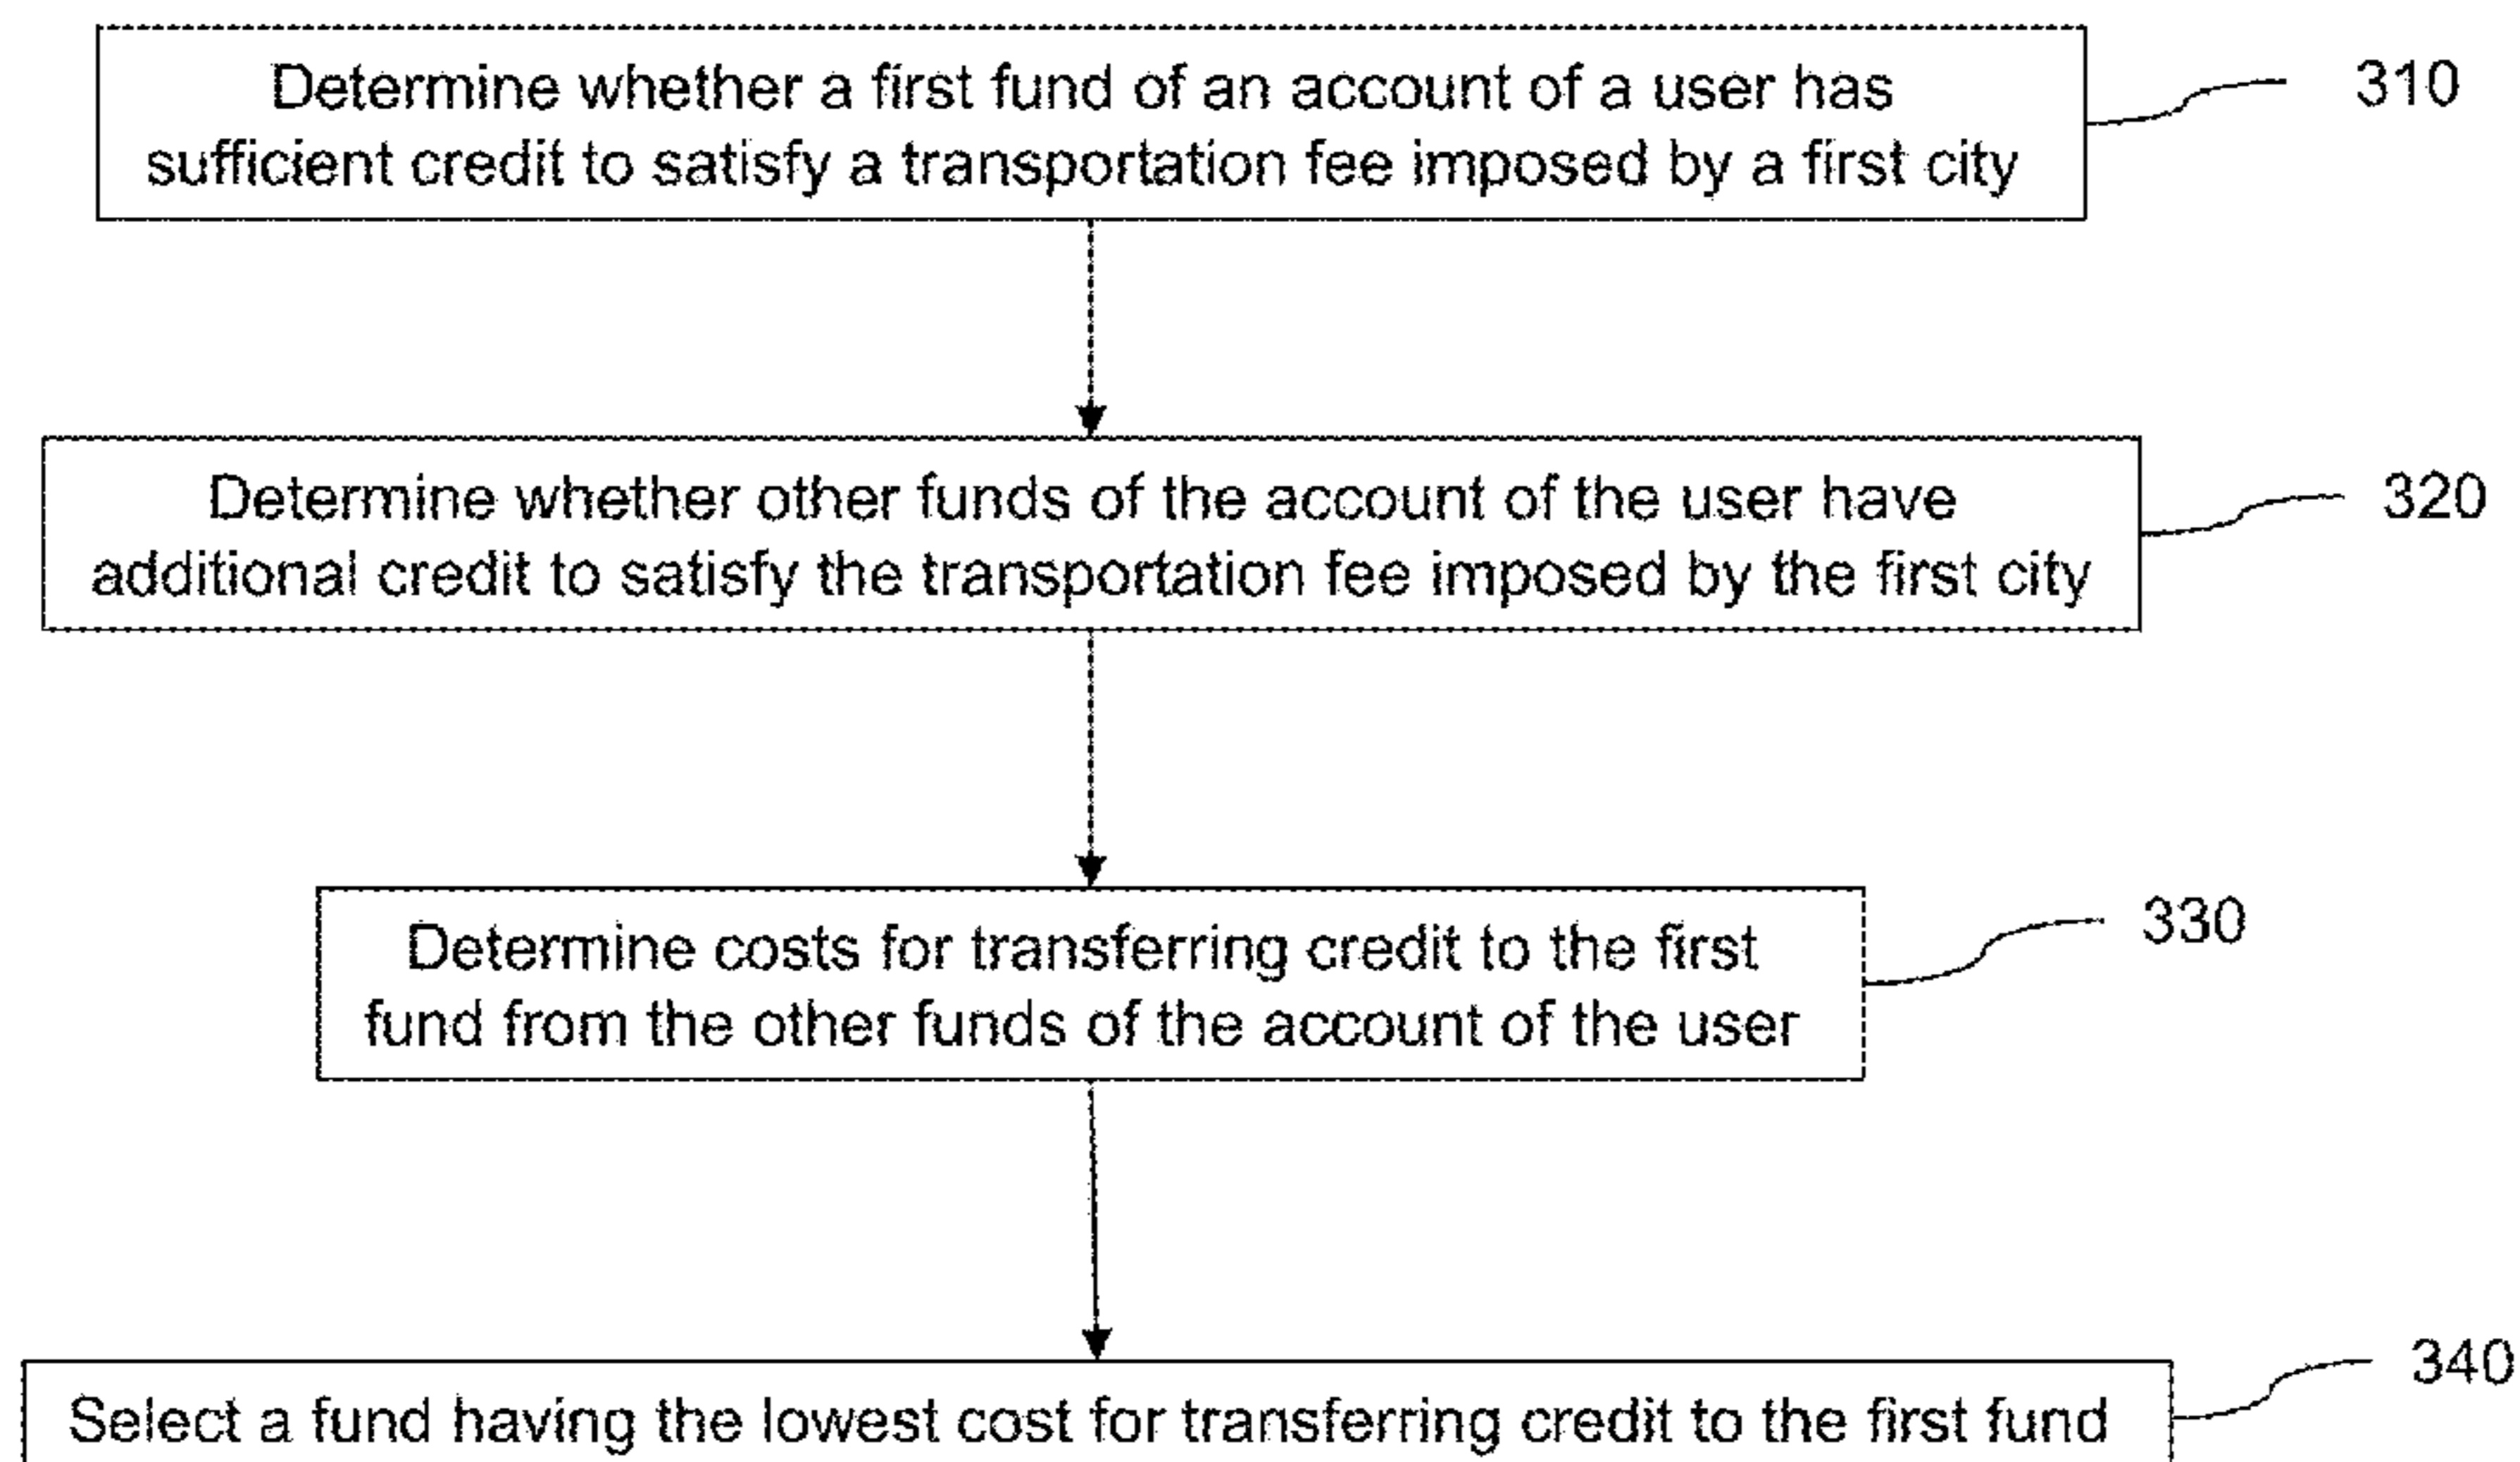 Determine whether a first fund of an account of a user has
sufficient credit to satisfy a transportation fee imposed by a first city
310
Determine whether other funds of the account of the user have
additional credit to satisfy the transportation fee imposed by the first city
320
Determine costs for transferring credit to the first
fund from the other funds of the account of the user
330
Select a fund having the lowest cost for transferring credit to the first fund
340